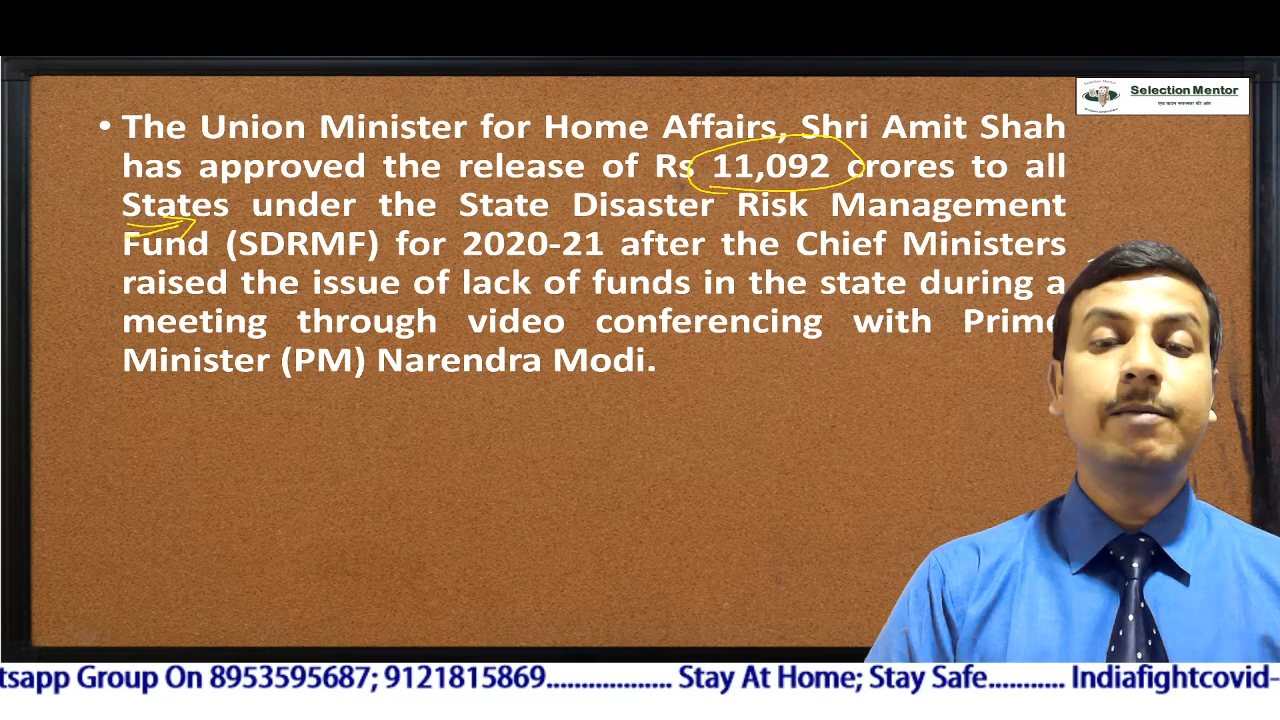 Selection Mentor
• The Union Minister for Home Affairs, Shri Amit Shah
has approved the release of Rs 11,092 crores to all
States under the State Disaster Risk Management
Fund (SDRMF) for 2020-21 after the Chief Ministers
raised the issue of lack of funds in the state during a
meeting through video conferencing with Prime
Minister (PM) Narendra Modi.
tsapp Group On 8953595687; 9121815869................... Stay At Home; Stay Safe........... Indiafightcovid-